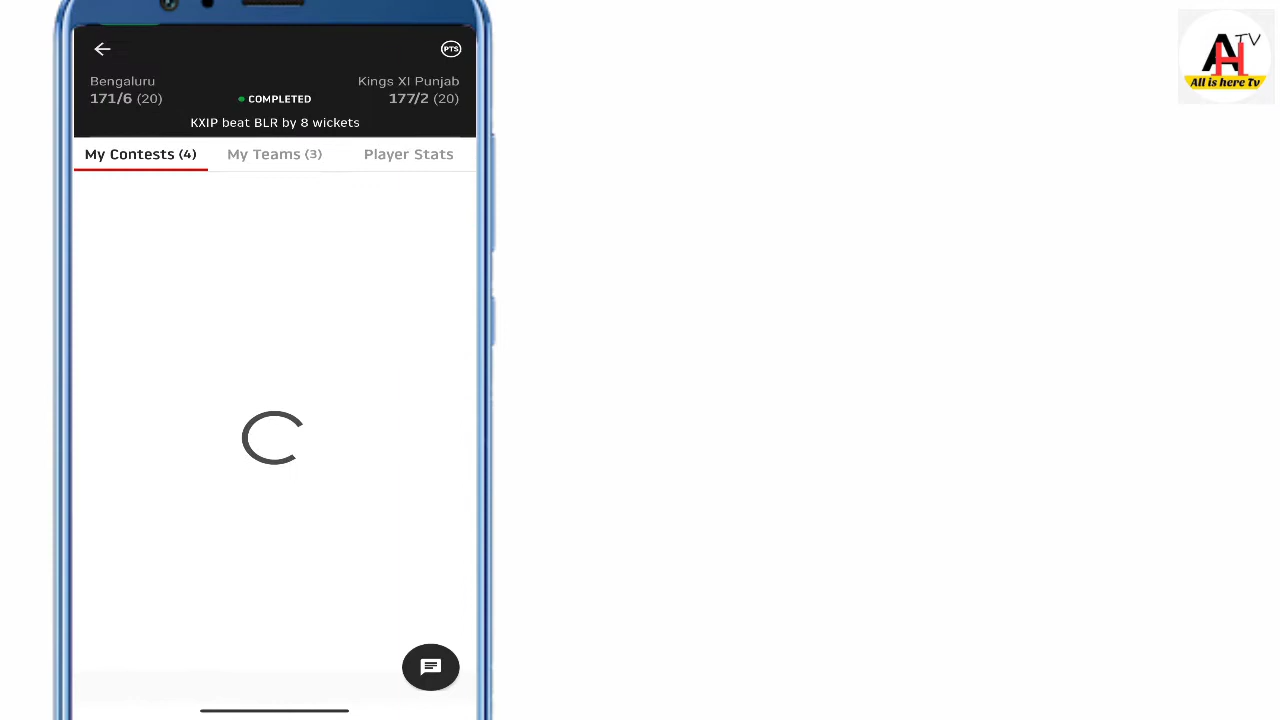 PTS
Bengaluru Kings XI Punjab
171/6 (20) COMPLETED 177/2 (20)
KXIP beat BLR by 8 wickets
My Contests (4) My Teams (3) Player Stats
AH TV
All is here Tv